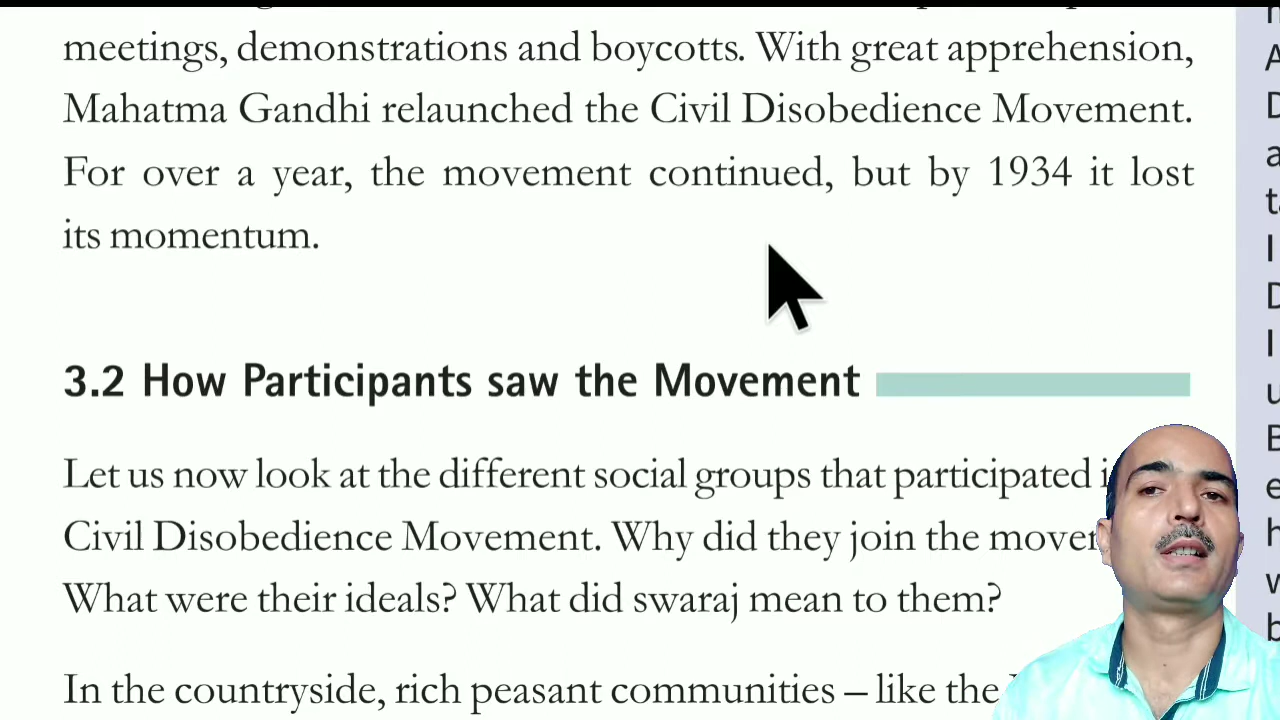 meetings, demonstrations and boycotts. With great apprehension,
Mahatma Gandhi relaunched the Civil Disobedience Movement.
For over a year, the movement continued, but by 1934 it lost
its momentum.
3.2 How Participants saw the Movement
Let us now look at the different social groups that participated
Civil Disobedience Movement. Why did they join the
What were their ideals? What did swaraj mean to them?
In the countryside, rich peasant communities – like the